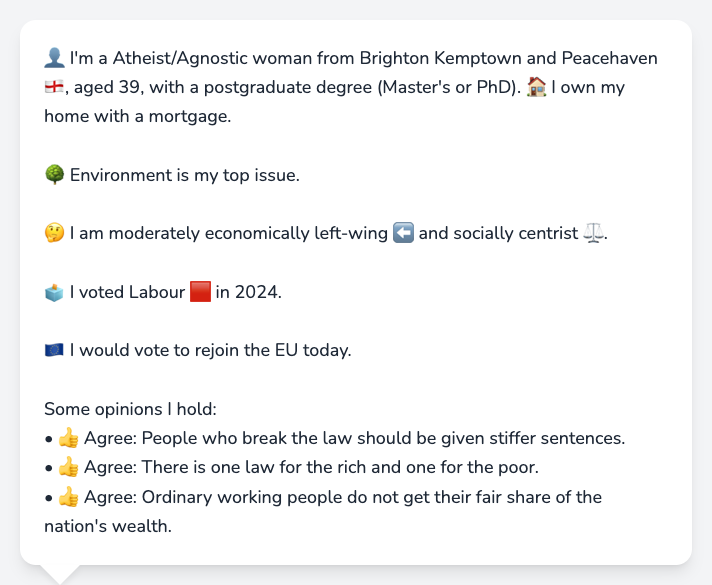 👤 I'm a Atheist/Agnostic woman from Brighton Kemptown and Peacehaven
🏴󠁧󠁢󠁥󠁮󠁧󠁿, aged 39, with a postgraduate degree (Master's or PhD). 🏠 I own my
home with a mortgage.
🌳 Environment is my top issue.
🤔 I am moderately economically left-wing ⬅️ and socially centrist ⚖️.
🗳️ I voted Labour 🟥 in 2024.
🇪🇺 I would vote to rejoin the EU today.
Some opinions I hold:
• 👍 Agree: People who break the law should be given stiffer sentences.
• 👍 Agree: There is one law for the rich and one for the poor.
• 👍 Agree: Ordinary working people do not get their fair share of the
nation's wealth.